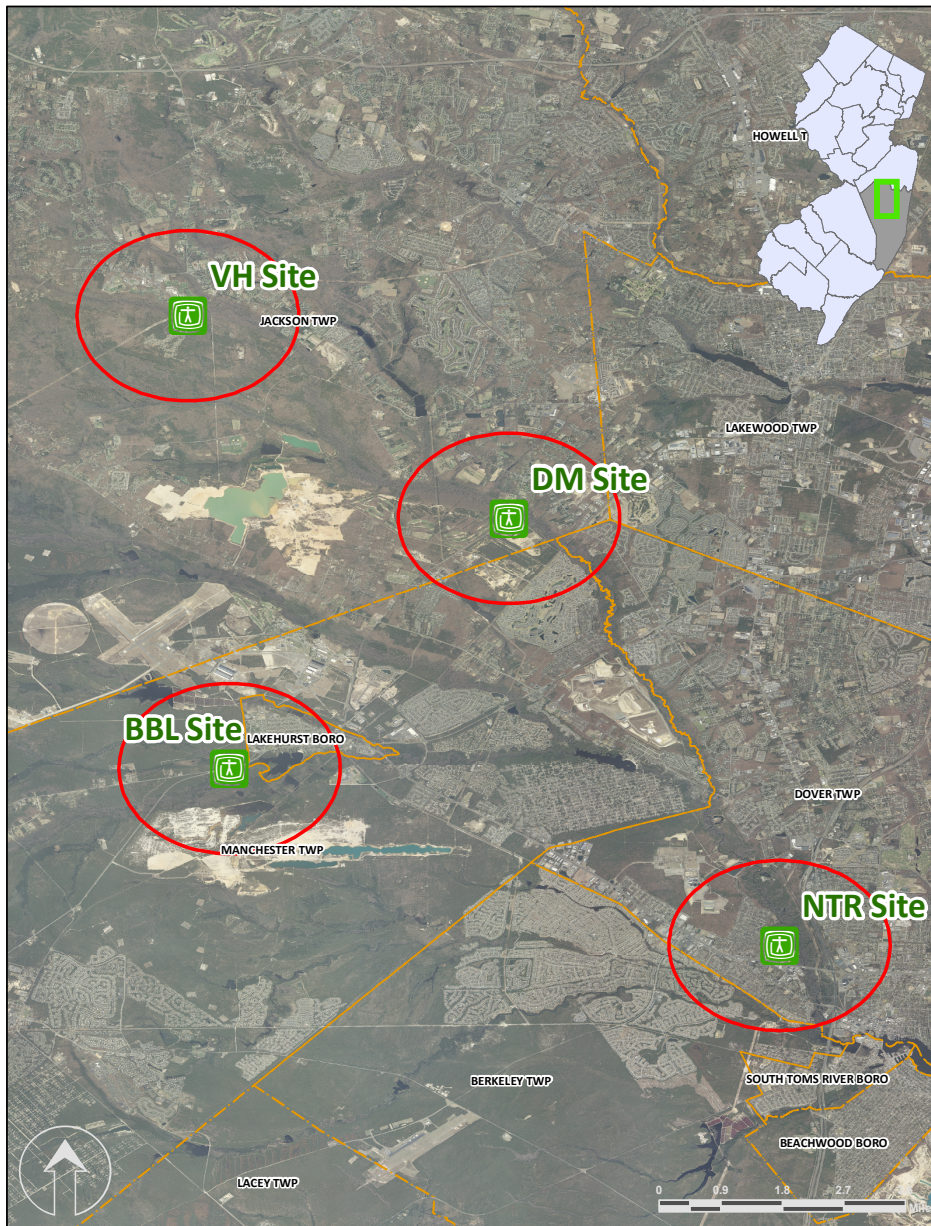 HOWELL T
VH Site
JACKSON TWP
LAKEWOOD TWP
DM Site
BBL Site
LAKEHURST BORO
DOVER TWP
MANCHESTER TWP
NTR Site
BERKELEY TWP
SOUTH TOMS RIVER BORO
BEACHWOOD BORO
LACEY TWP
0 0.9 1.8 2.7